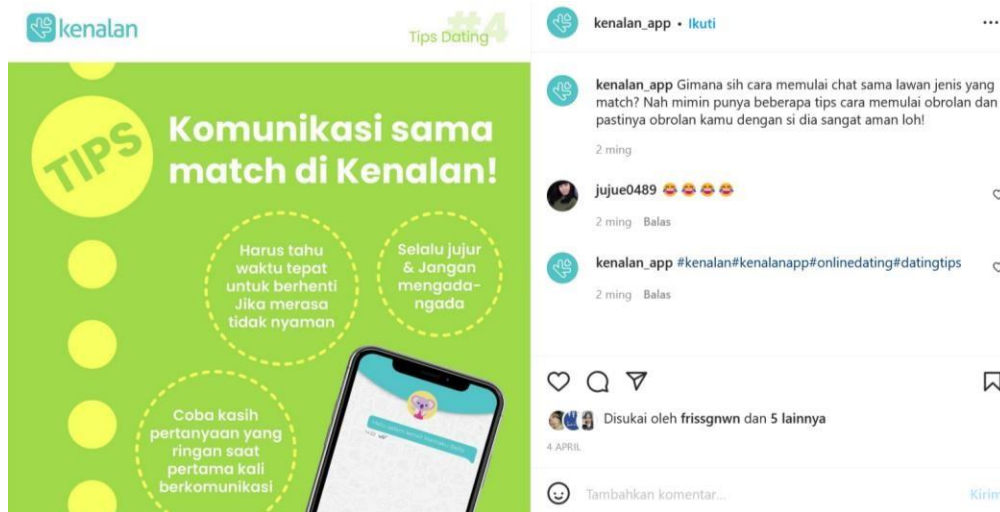 kenalan
#4
Tips Dating
TIPS
Komunikasi sama
match di Kenalan!
Harus tahu
waktu tepat
untuk berhenti
Jika merasa
tidak nyaman
Selalu jujur
& Jangan
mengada-
ngada
Coba kasih
pertanyaan yang
ringan saat
pertama kali
berkomunikasi
kenalan_app • Ikuti
kenalan_app Gimana sih cara memulai chat sama lawan jenis yang
match? Nah mimin punya beberapa tips cara memulai obrolan dan
pastinya obrolan kamu dengan si dia sangat aman loh!
2 ming
jujue0489 😂😂😂😂
2 ming Balas
kenalan_app #kenalan#kenalanapp#onlinedating#datingtips
2 ming Balas
Disukai oleh frissgnwn dan 5 lainnya
4 APRIL
Tambahkan komentar...
Kirim